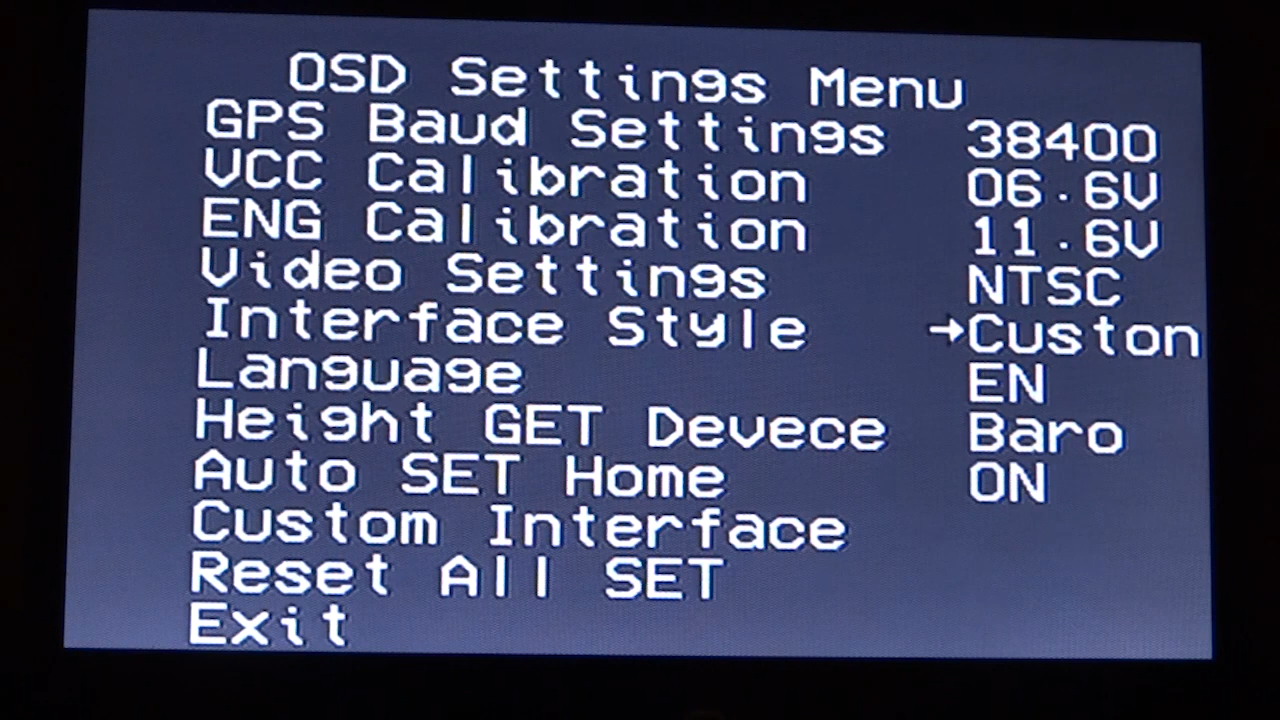 OSD Settings Menu
GPS Baud Settings 38400
VCC Calibration 06.6V
ENG Calibration 11.6V
Video Settings NTSC
Interface Style →Custon
Language EN
Height GET Devece Baro
Auto SET Home ON
Custom Interface
Reset All SET
Exit